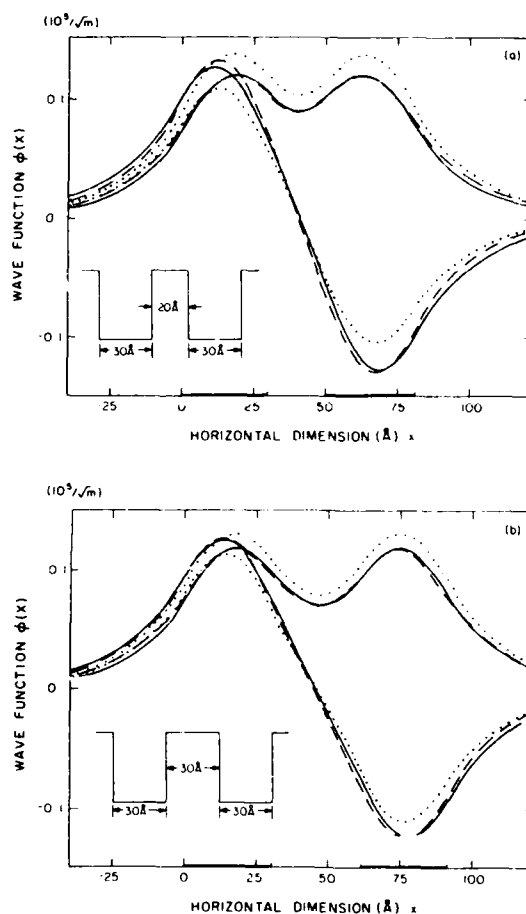 (10⁵/√m)
(a)
0.1
0
-0.1
WAVE FUNCTION ϕ(x)
20Å
30Å
30Å
-25
0
25
50
75
100
HORIZONTAL DIMENSION (Å) x
(10⁵/√m)
(b)
0.1
0
-0.1
WAVE FUNCTION ϕ(x)
30Å
30Å
30Å
-25
0
25
50
75
100
HORIZONTAL DIMENSION (Å) x